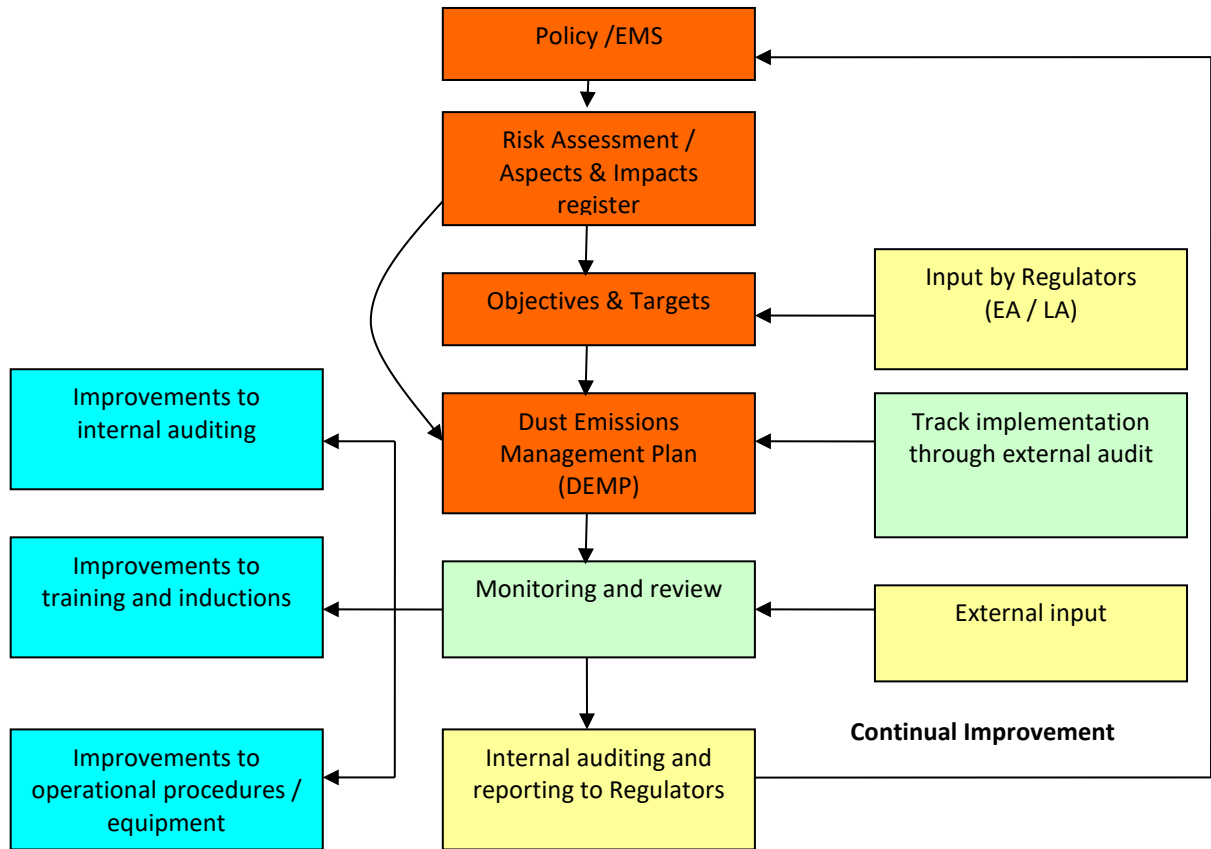 Policy /EMS
Risk Assessment /
Aspects & Impacts
register
Objectives & Targets
Input by Regulators
(EA / LA)
Improvements to
internal auditing
Dust Emissions
Management Plan
(DEMP)
Track implementation
through external audit
Improvements to
training and inductions
Monitoring and review
External input
Continual Improvement
Improvements to
operational procedures /
equipment
Internal auditing and
reporting to Regulators